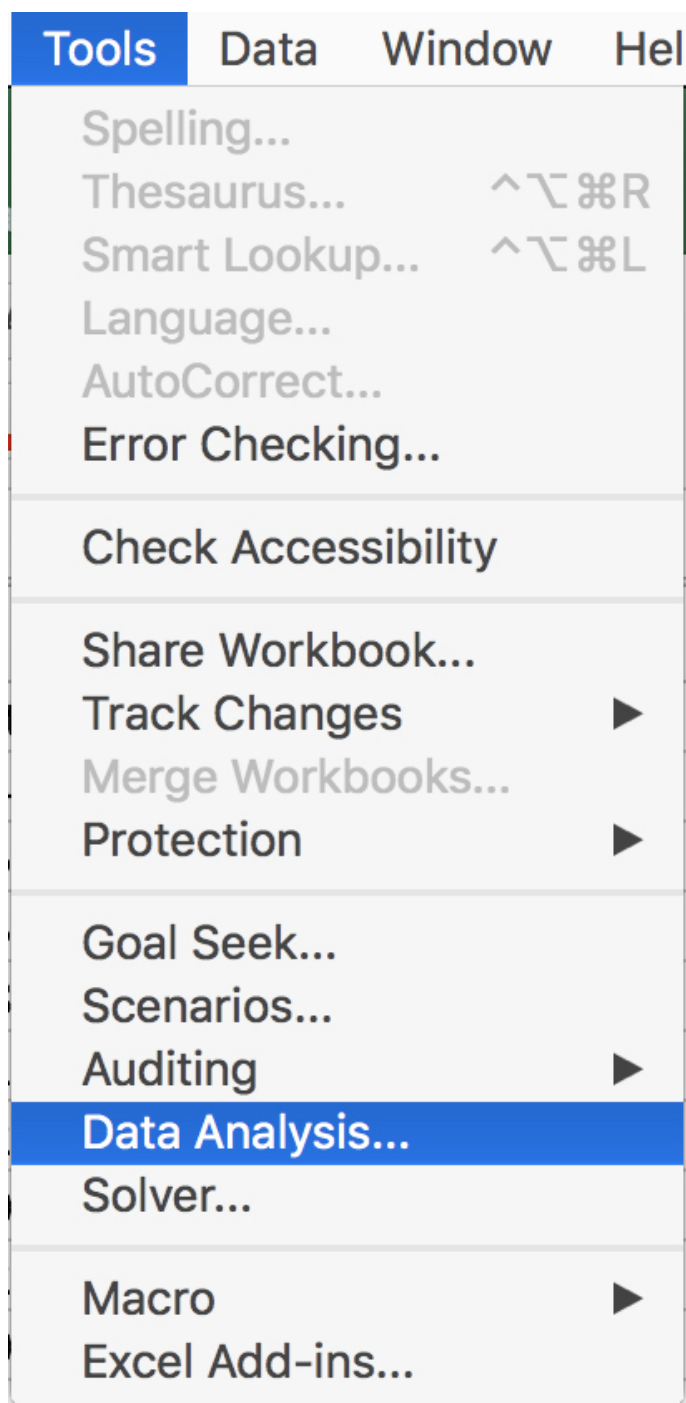 Tools Data Window Hel
Spelling...
Thesaurus... ^⌥⌘R
Smart Lookup... ^⌥⌘L
Language...
AutoCorrect...
Error Checking...
Check Accessibility
Share Workbook...
Track Changes ▶
Merge Workbooks...
Protection ▶
Goal Seek...
Scenarios...
Auditing ▶
Data Analysis...
Solver...
Macro ▶
Excel Add-ins...